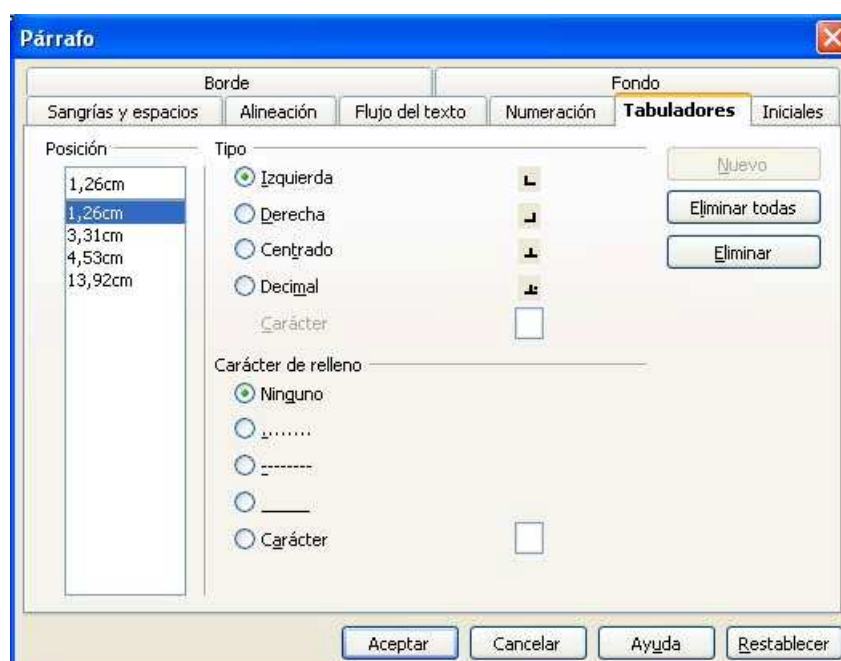 Párrafo
Borde Fondo
Sangrías y espacios Alineación Flujo del texto Numeración Tabuladores Iniciales
Posición
1,26cm
1,26cm
3,31cm
4,53cm
13,92cm
Tipo
Izquierda
Derecha
Centrado
Decimal
Carácter
Carácter de relleno
Ninguno
........
--------
_____
Carácter
Nuevo
Eliminar todas
Eliminar
Aceptar Cancelar Ayuda Restablecer